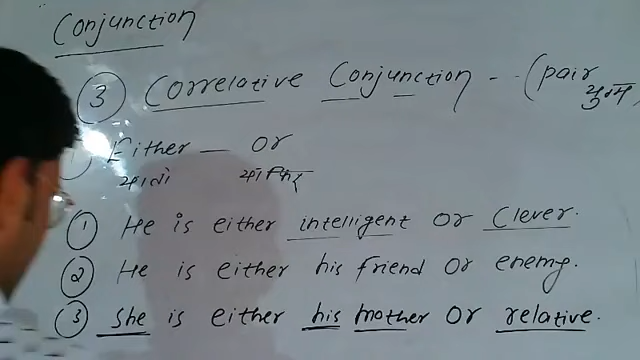 Conjunction
③ Correlative Conjunction - (pair युग्म
Either — Or
या तो या फिर
① He is either intelligent or Clever.
② He is either his friend or enemy.
③ She is either his mother or relative.